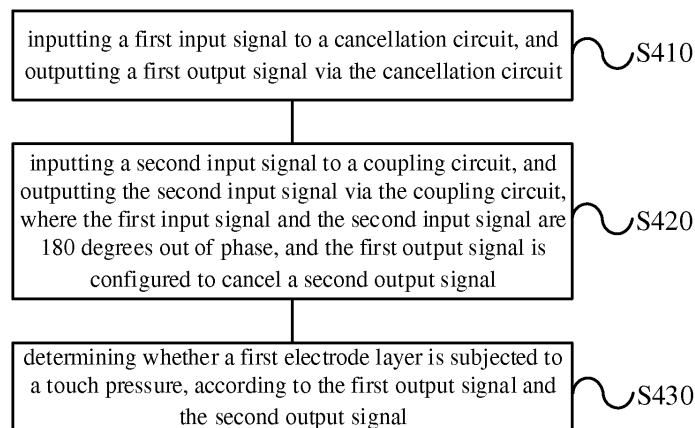 inputting a first input signal to a cancellation circuit, and
outputting a first output signal via the cancellation circuit
S410
inputting a second input signal to a coupling circuit, and
outputting the second input signal via the coupling circuit,
where the first input signal and the second input signal are
180 degrees out of phase, and the first output signal is
configured to cancel a second output signal
S420
determining whether a first electrode layer is subjected to
a touch pressure, according to the first output signal and
the second output signal
S430